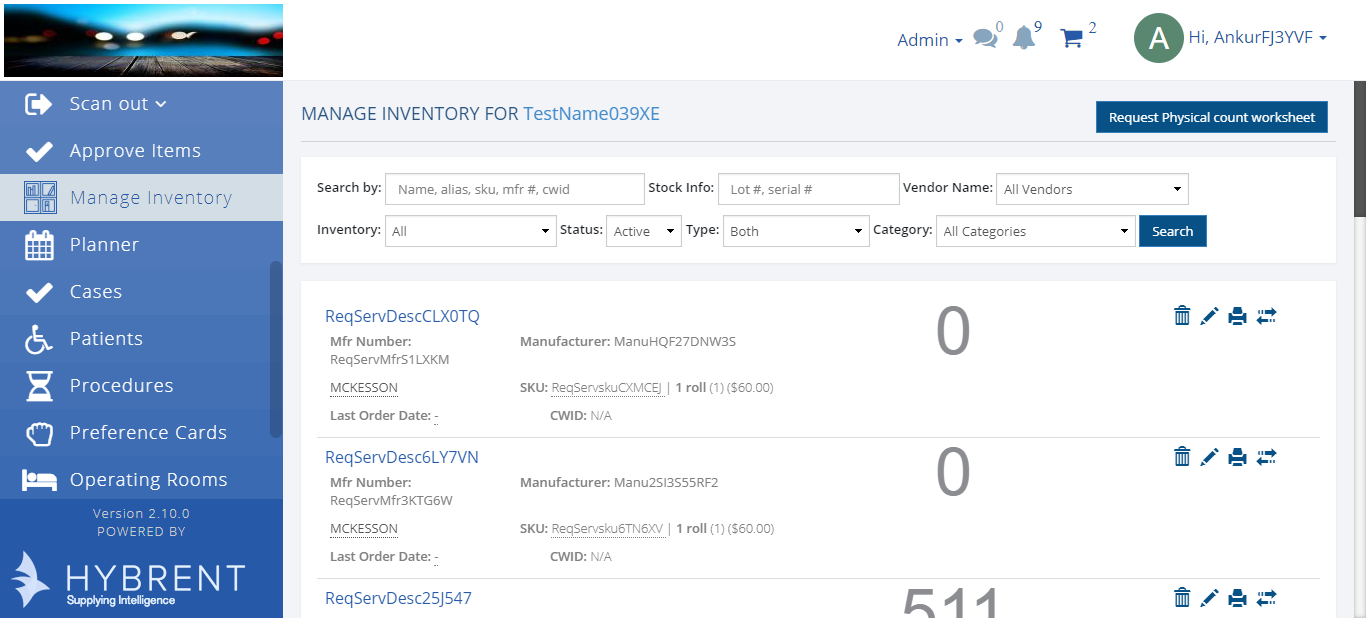 Admin 0 9 2 A Hi, AnkurFJ3YVF
Scan out
Approve Items
Manage Inventory
Planner
Cases
Patients
Procedures
Preference Cards
Operating Rooms
Version 2.10.0
POWERED BY
HYBRENT
Supplying Intelligence
MANAGE INVENTORY FOR TestName039XE
Request Physical count worksheet
Search by: Name, alias, sku, mfr #, cwid Stock Info: Lot #, serial # Vendor Name: All Vendors
Inventory: All Status: Active Type: Both Category: All Categories Search
ReqServDescCLX0TQ 0
Mfr Number: Manufacturer: ManuHQF27DNW3S
ReqServMfrS1LXKM
MCKESSON SKU: ReqServskuCXMCEJ | 1 roll (1) ($60.00)
Last Order Date: - CWID: N/A
ReqServDesc6LY7VN 0
Mfr Number: Manufacturer: Manu2SI3S55RF2
ReqServMfr3KTG6W
MCKESSON SKU: ReqServsku6TN6XV | 1 roll (1) ($60.00)
Last Order Date: - CWID: N/A
ReqServDesc25J547 511